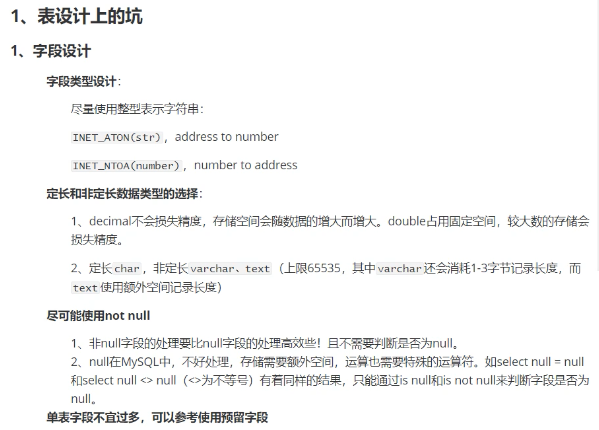 1、表设计上的坑
1、字段设计
字段类型设计：
尽量使用整型表示字符串：
INET_ATON(str)，address to number
INET_NTOA(number)，number to address
定长和非定长数据类型的选择：
1、decimal不会损失精度，存储空间会随数据的增大而增大。double占用固定空间，较大数的存储会
损失精度。
2、定长char，非定长varchar、text（上限65535，其中varchar还会消耗1-3字节记录长度，而
text使用额外空间记录长度）
尽可能使用not null
1、非null字段的处理要比null字段的处理高效些！且不需要判断是否为null。
2、null在MySQL中，不好处理，存储需要额外空间，运算也需要特殊的运算符。如select null = null
和select null <> null（<>为不等号）有着同样的结果，只能通过is null和is not null来判断字段是否为
null。
单表字段不宜过多，可以参考使用预留字段